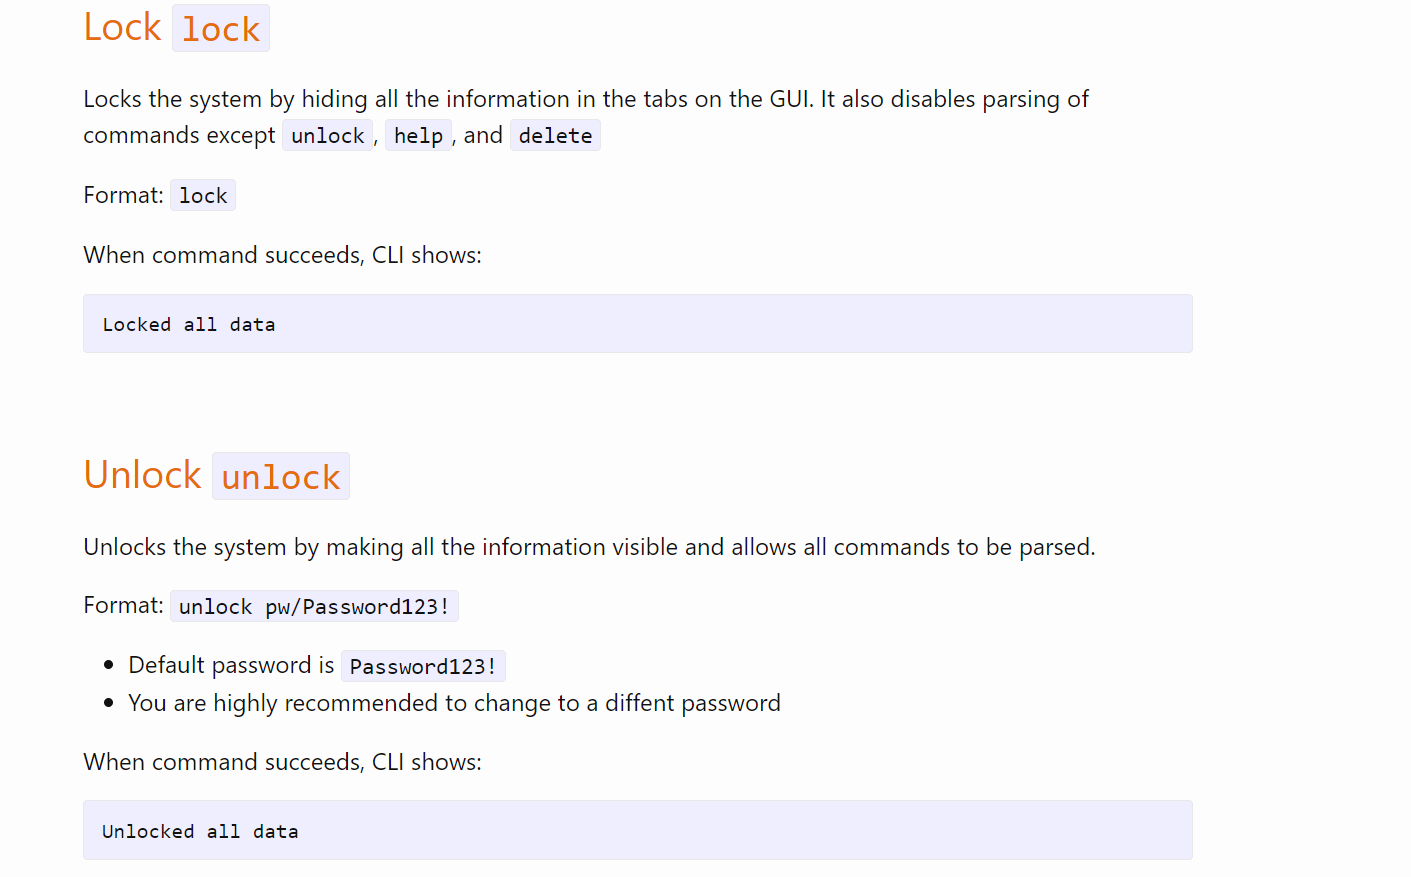 Lock lock
Locks the system by hiding all the information in the tabs on the GUI. It also disables parsing of
commands except unlock, help, and delete
Format: lock
When command succeeds, CLI shows:
Locked all data
Unlock unlock
Unlocks the system by making all the information visible and allows all commands to be parsed.
Format: unlock pw/Password123!
• Default password is Password123!
• You are highly recommended to change to a diffent password
When command succeeds, CLI shows:
Unlocked all data